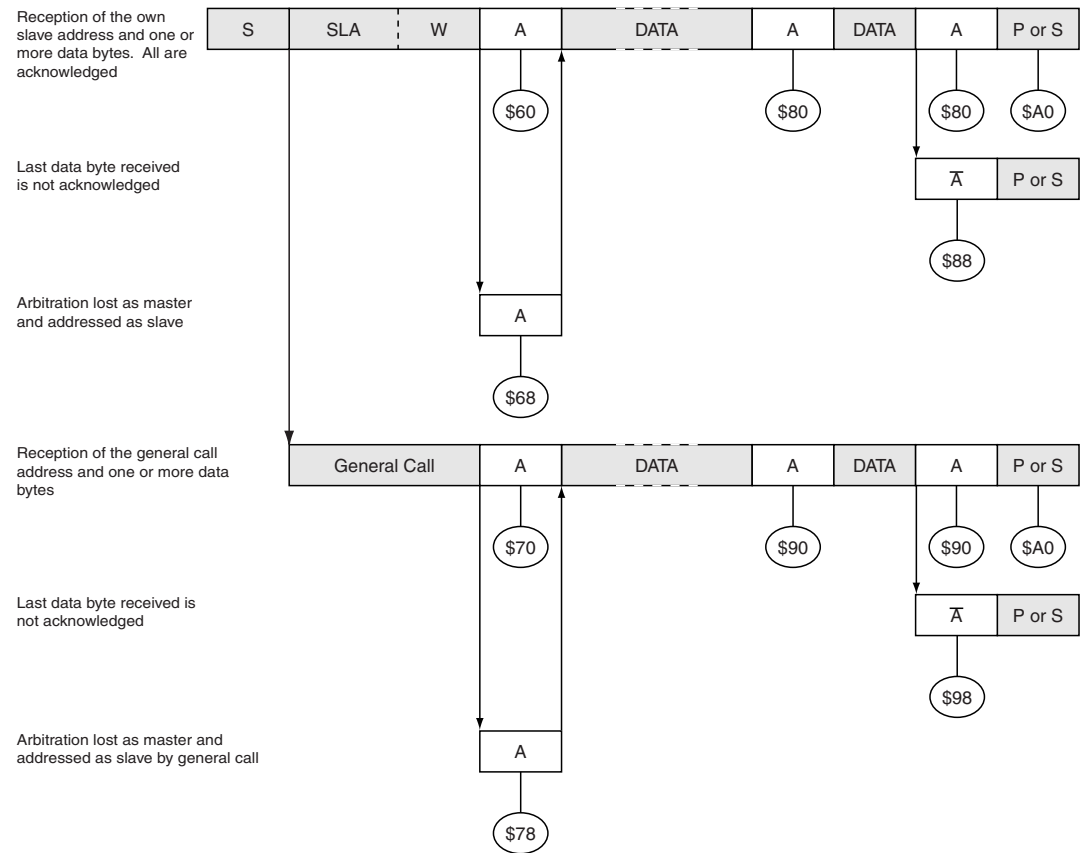 Reception of the own
slave address and one or
more data bytes.  All are
acknowledged
S SLA W A DATA A DATA A P or S
$60 $80 $80 $A0
Last data byte received
is not acknowledged
A̅ P or S
$88
Arbitration lost as master
and addressed as slave
A
$68
Reception of the general call
address and one or more data
bytes
General Call A DATA A DATA A P or S
$70 $90 $90 $A0
Last data byte received is
not acknowledged
A̅ P or S
$98
Arbitration lost as master and
addressed as slave by general call
A
$78